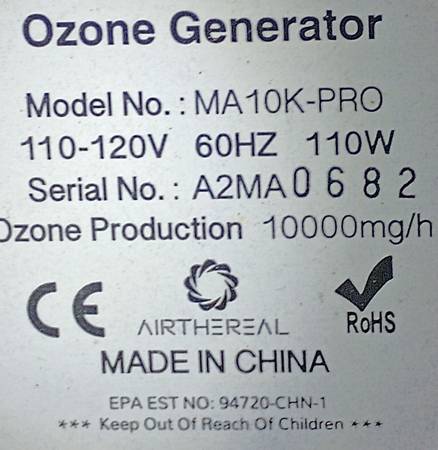 Ozone Generator
Model No.: MA10K-PRO
110-120V 60HZ 110W
Serial No.: A2MA0682
Ozone Production 10000mg/h
CE
AIRTHEREAL
RoHS
MADE IN CHINA
EPA EST NO: 94720-CHN-1
*** Keep Out Of Reach Of Children ***